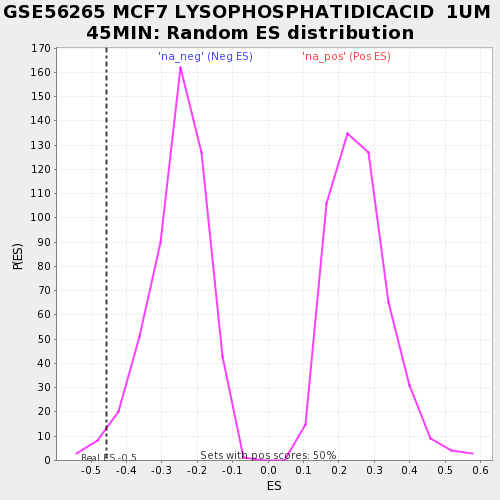 GSE56265 MCF7 LYSOPHOSPHATIDICACID 1UM
45MIN: Random ES distribution
'na_neg' (Neg ES) 'na_pos' (Pos ES)
170
160
150
140
130
120
110
100
90
80
70
60
50
40
30
20
10
0
P(ES)
Real ES -0.5
Sets with pos scores: 50%
-0.5 -0.4 -0.3 -0.2 -0.1 0.0 0.1 0.2 0.3 0.4 0.5 0.6
ES